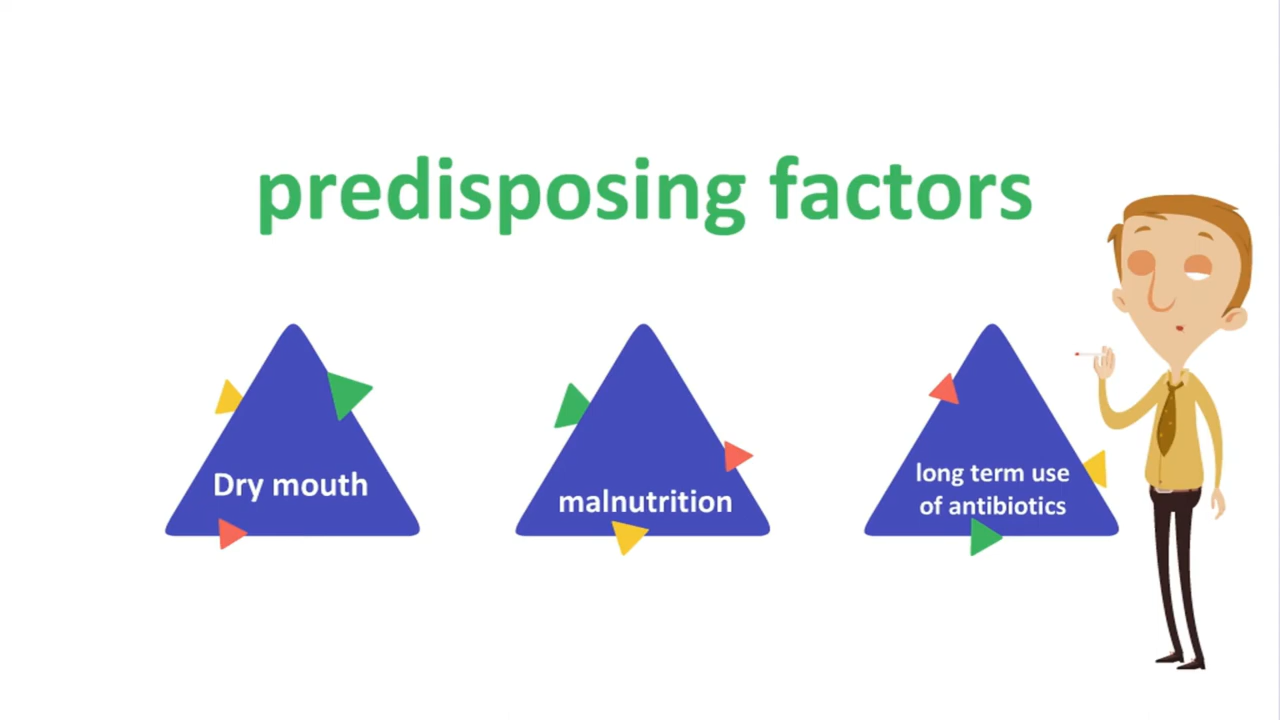 predisposing factors
Dry mouth
malnutrition
long term use
of antibiotics